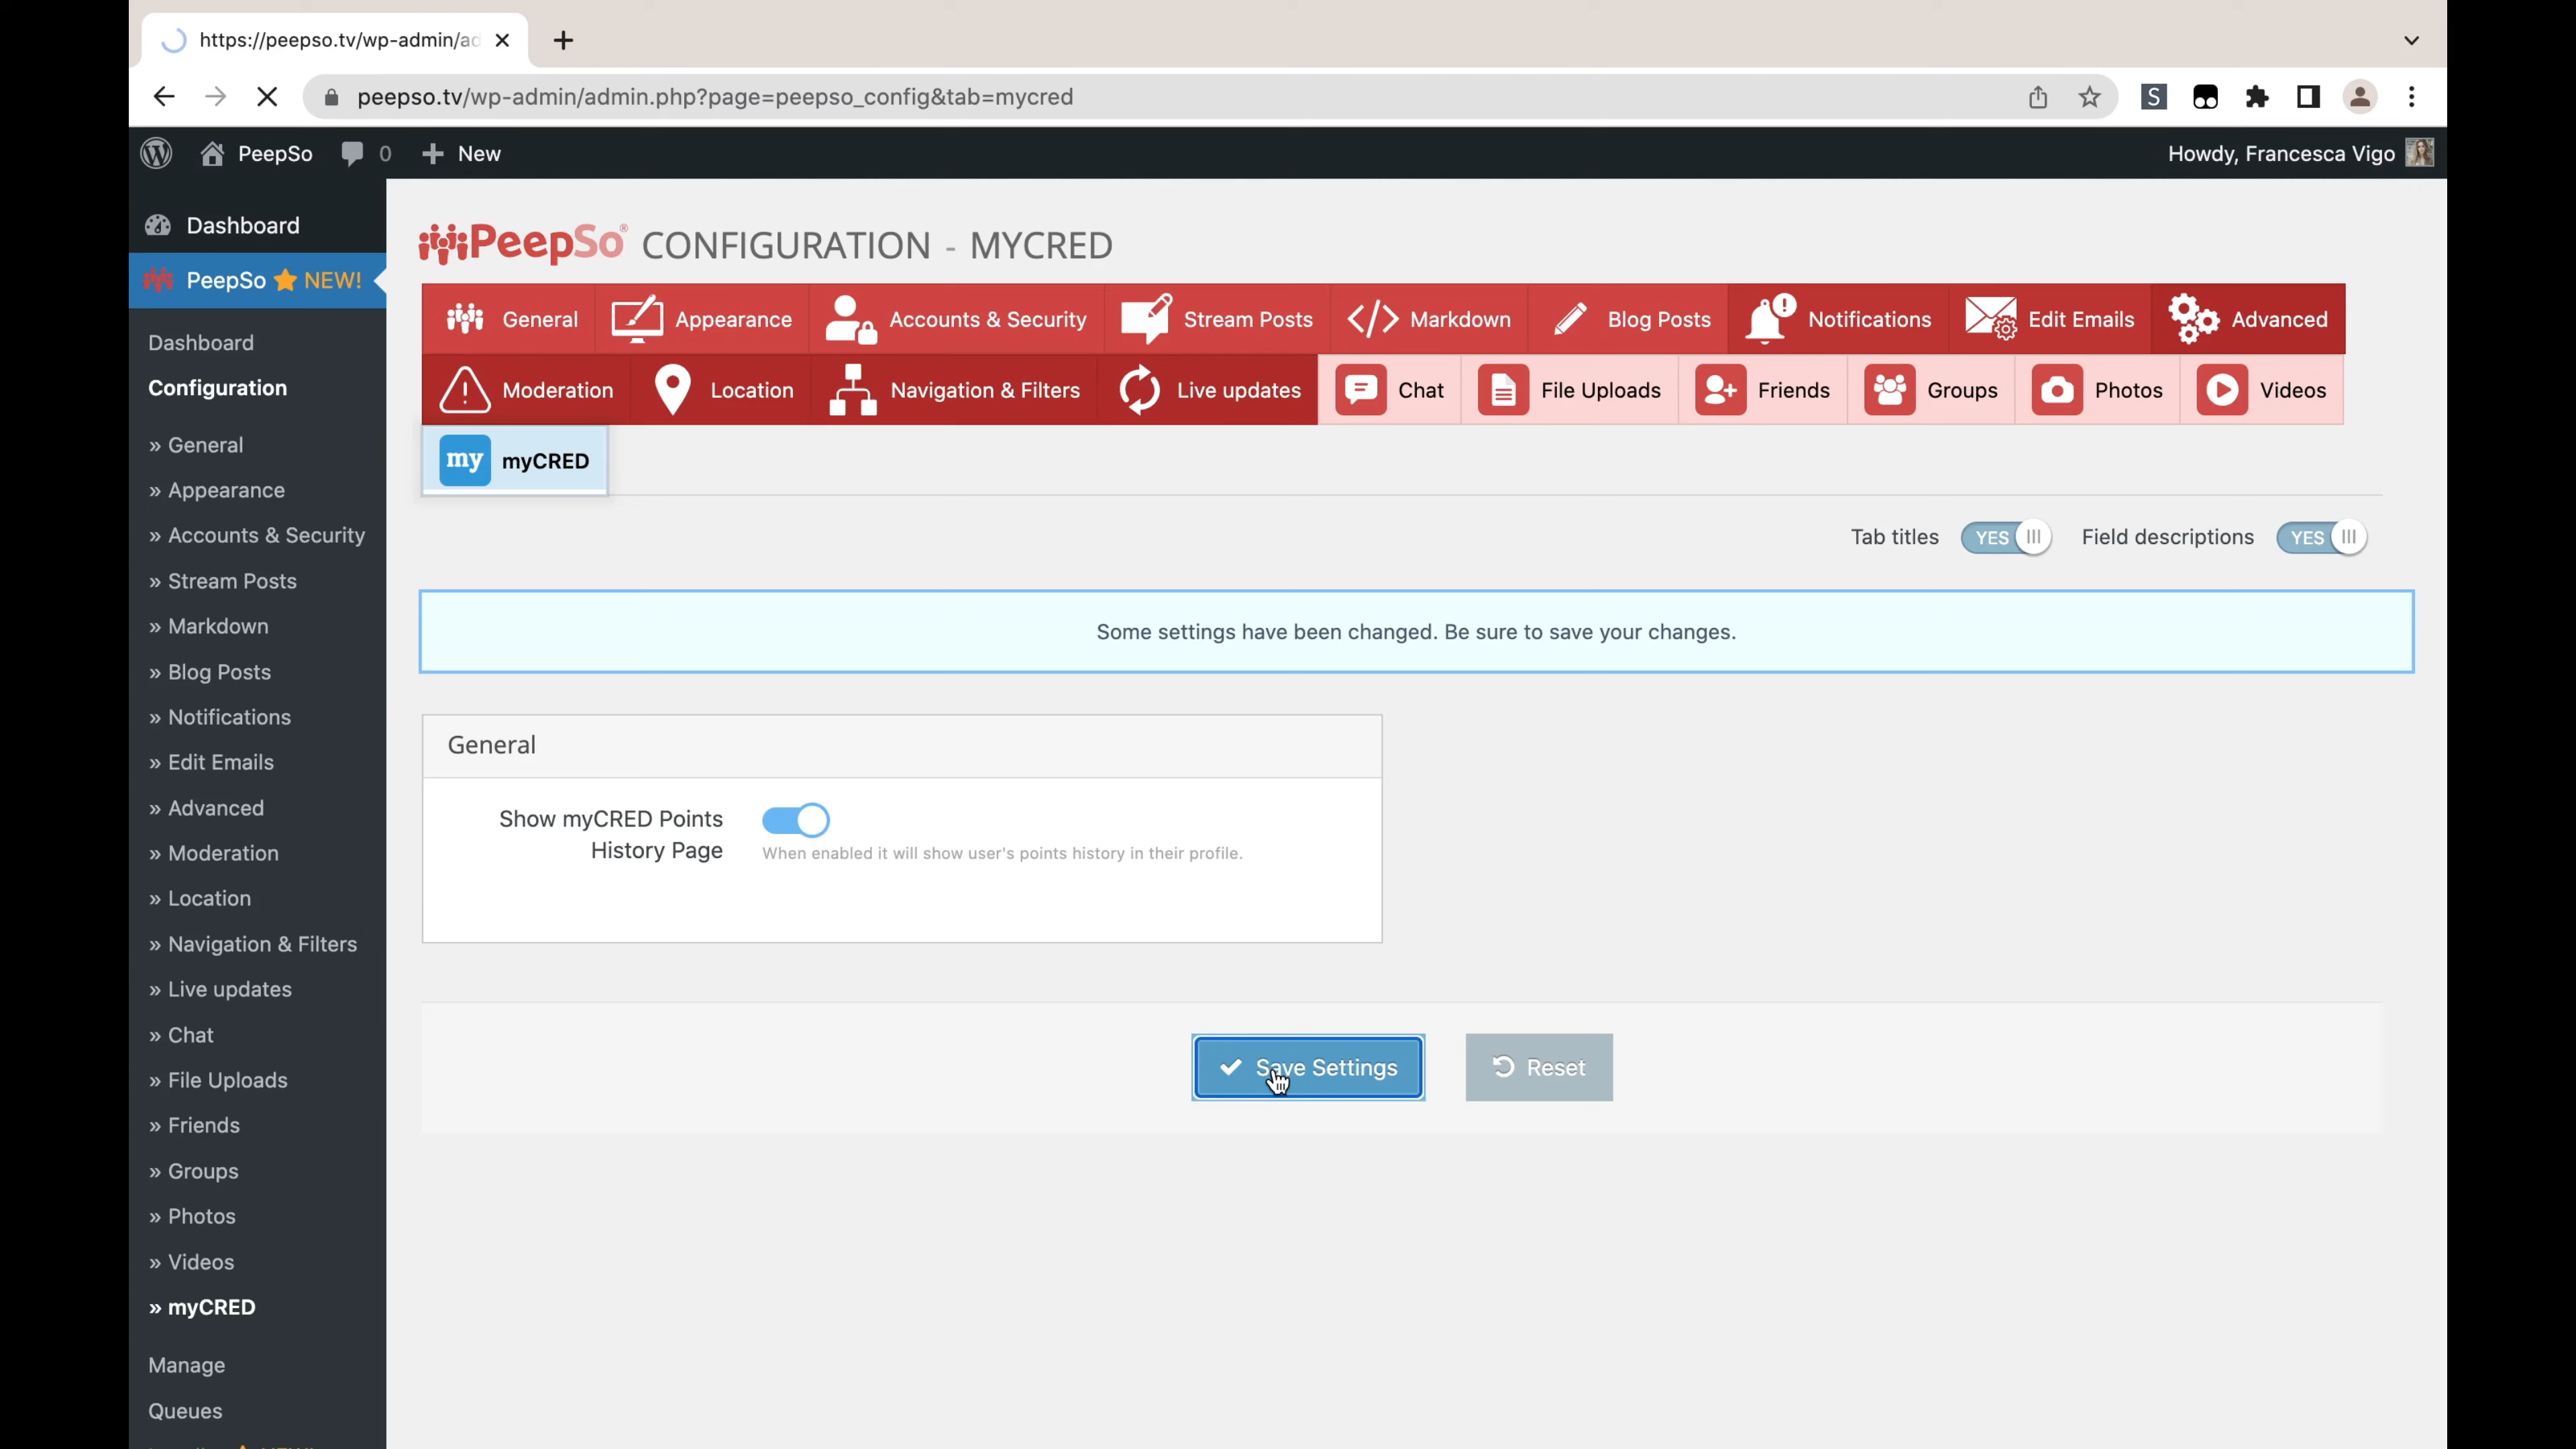 https://peepso.tv/wp-admin/ad
peepso.tv/wp-admin/admin.php?page=peepso_config&tab=mycred
S
PeepSo 0 New
Howdy, Francesca Vigo
Dashboard
PeepSo NEW!
Dashboard
Configuration
» General
» Appearance
» Accounts & Security
» Stream Posts
» Markdown
» Blog Posts
» Notifications
» Edit Emails
» Advanced
» Moderation
» Location
» Navigation & Filters
» Live updates
» Chat
» File Uploads
» Friends
» Groups
» Photos
» Videos
» myCRED
Manage
Queues
PeepSo® CONFIGURATION - MYCRED
General Appearance Accounts & Security Stream Posts Markdown Blog Posts Notifications Edit Emails Advanced
Moderation Location Navigation & Filters Live updates Chat File Uploads Friends Groups Photos Videos
my myCRED
Tab titles YES Field descriptions YES
Some settings have been changed. Be sure to save your changes.
General
Show myCRED Points
History Page
When enabled it will show user's points history in their profile.
Save Settings Reset